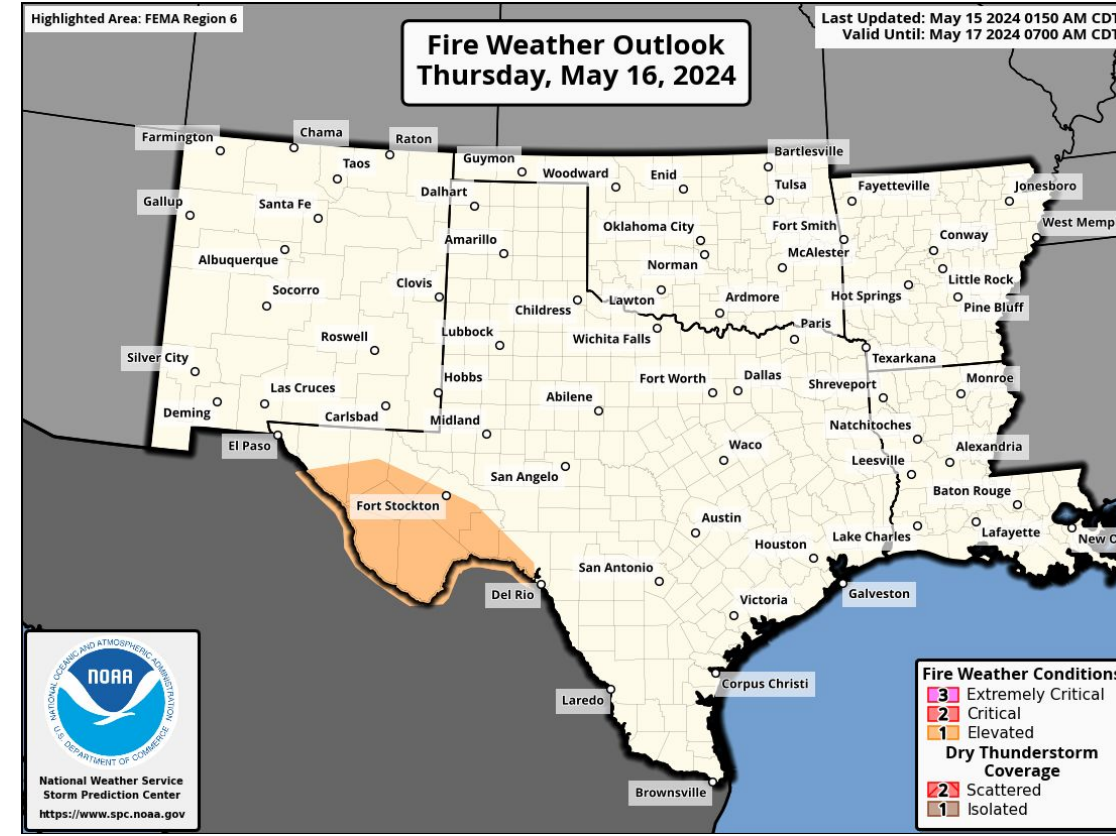 Highlighted Area: FEMA Region 6
Fire Weather Outlook
Thursday, May 16, 2024
Last Updated: May 15 2024 0150 AM CDT
Valid Until: May 17 2024 0700 AM CDT
Farmington
Chama
Raton
Taos
Guymon
Woodward
Enid
Bartlesville
Tulsa
Fayetteville
Jonesboro
Gallup
Santa Fe
Dalhart
Amarillo
Oklahoma City
Fort Smith
West Memp
Conway
Albuquerque
Norman
McAlester
Little Rock
Socorro
Clovis
Childress
Lawton
Ardmore
Hot Springs
Pine Bluff
Roswell
Lubbock
Wichita Falls
Paris
Texarkana
Silver City
Las Cruces
Hobbs
Fort Worth
Dallas
Shreveport
Monroe
Deming
Carlsbad
Midland
Abilene
Natchitoches
El Paso
Waco
Alexandria
San Angelo
Leesville
Fort Stockton
Baton Rouge
Austin
Lake Charles
Lafayette
New O
Houston
Del Rio
San Antonio
Galveston
Victoria
Laredo
Corpus Christi
Brownsville
NATIONAL OCEANIC AND ATMOSPHERIC ADMINISTRATION
NOAA
U.S. DEPARTMENT OF COMMERCE
National Weather Service
Storm Prediction Center
https://www.spc.noaa.gov
Fire Weather Conditions
3 Extremely Critical
2 Critical
1 Elevated
Dry Thunderstorm
Coverage
2 Scattered
1 Isolated